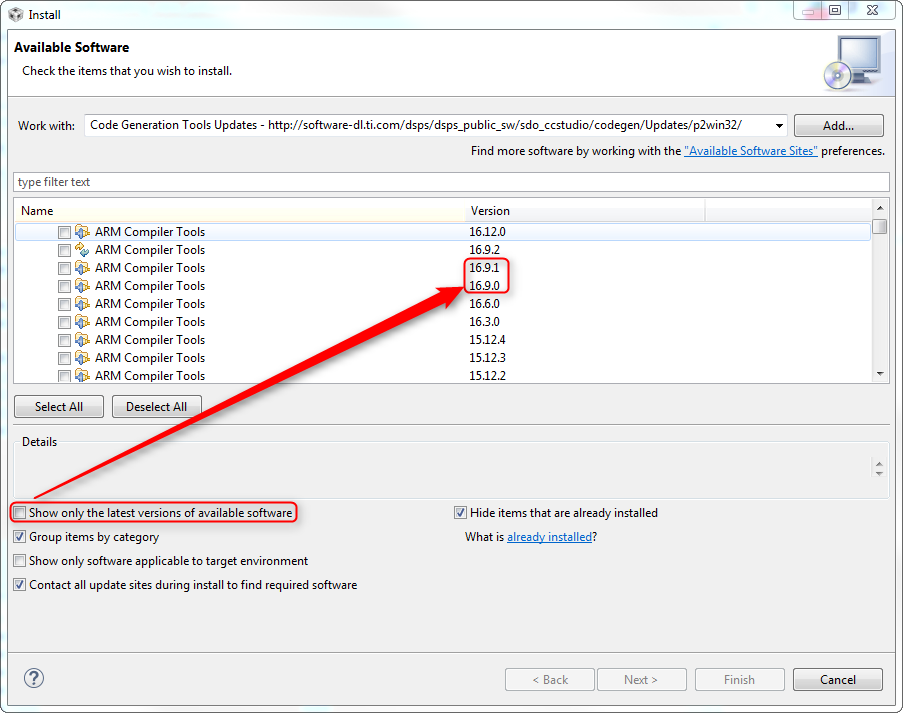 Install
Available Software
Check the items that you wish to install.
Work with: Code Generation Tools Updates - http://software-dl.ti.com/dsps/dsps_public_sw/sdo_ccstudio/codegen/Updates/p2win32/ Add...
Find more software by working with the "Available Software Sites" preferences.
type filter text
Name Version
ARM Compiler Tools 16.12.0
ARM Compiler Tools 16.9.2
ARM Compiler Tools 16.9.1
ARM Compiler Tools 16.9.0
ARM Compiler Tools 16.6.0
ARM Compiler Tools 16.3.0
ARM Compiler Tools 15.12.4
ARM Compiler Tools 15.12.3
ARM Compiler Tools 15.12.2
Select All Deselect All
Details
Show only the latest versions of available software Hide items that are already installed
Group items by category What is already installed?
Show only software applicable to target environment
Contact all update sites during install to find required software
? < Back Next > Finish Cancel